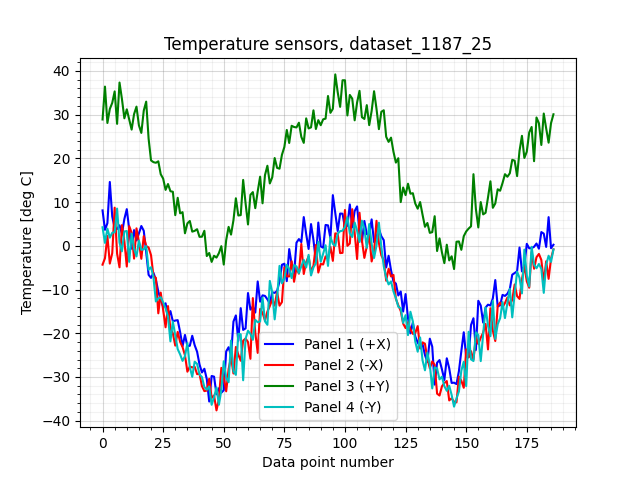 Temperature sensors, dataset_1187_25
Temperature [deg C]
40
30
20
10
0
−10
−20
−30
−40
Panel 1 (+X)
Panel 2 (-X)
Panel 3 (+Y)
Panel 4 (-Y)
0 25 50 75 100 125 150 175
Data point number